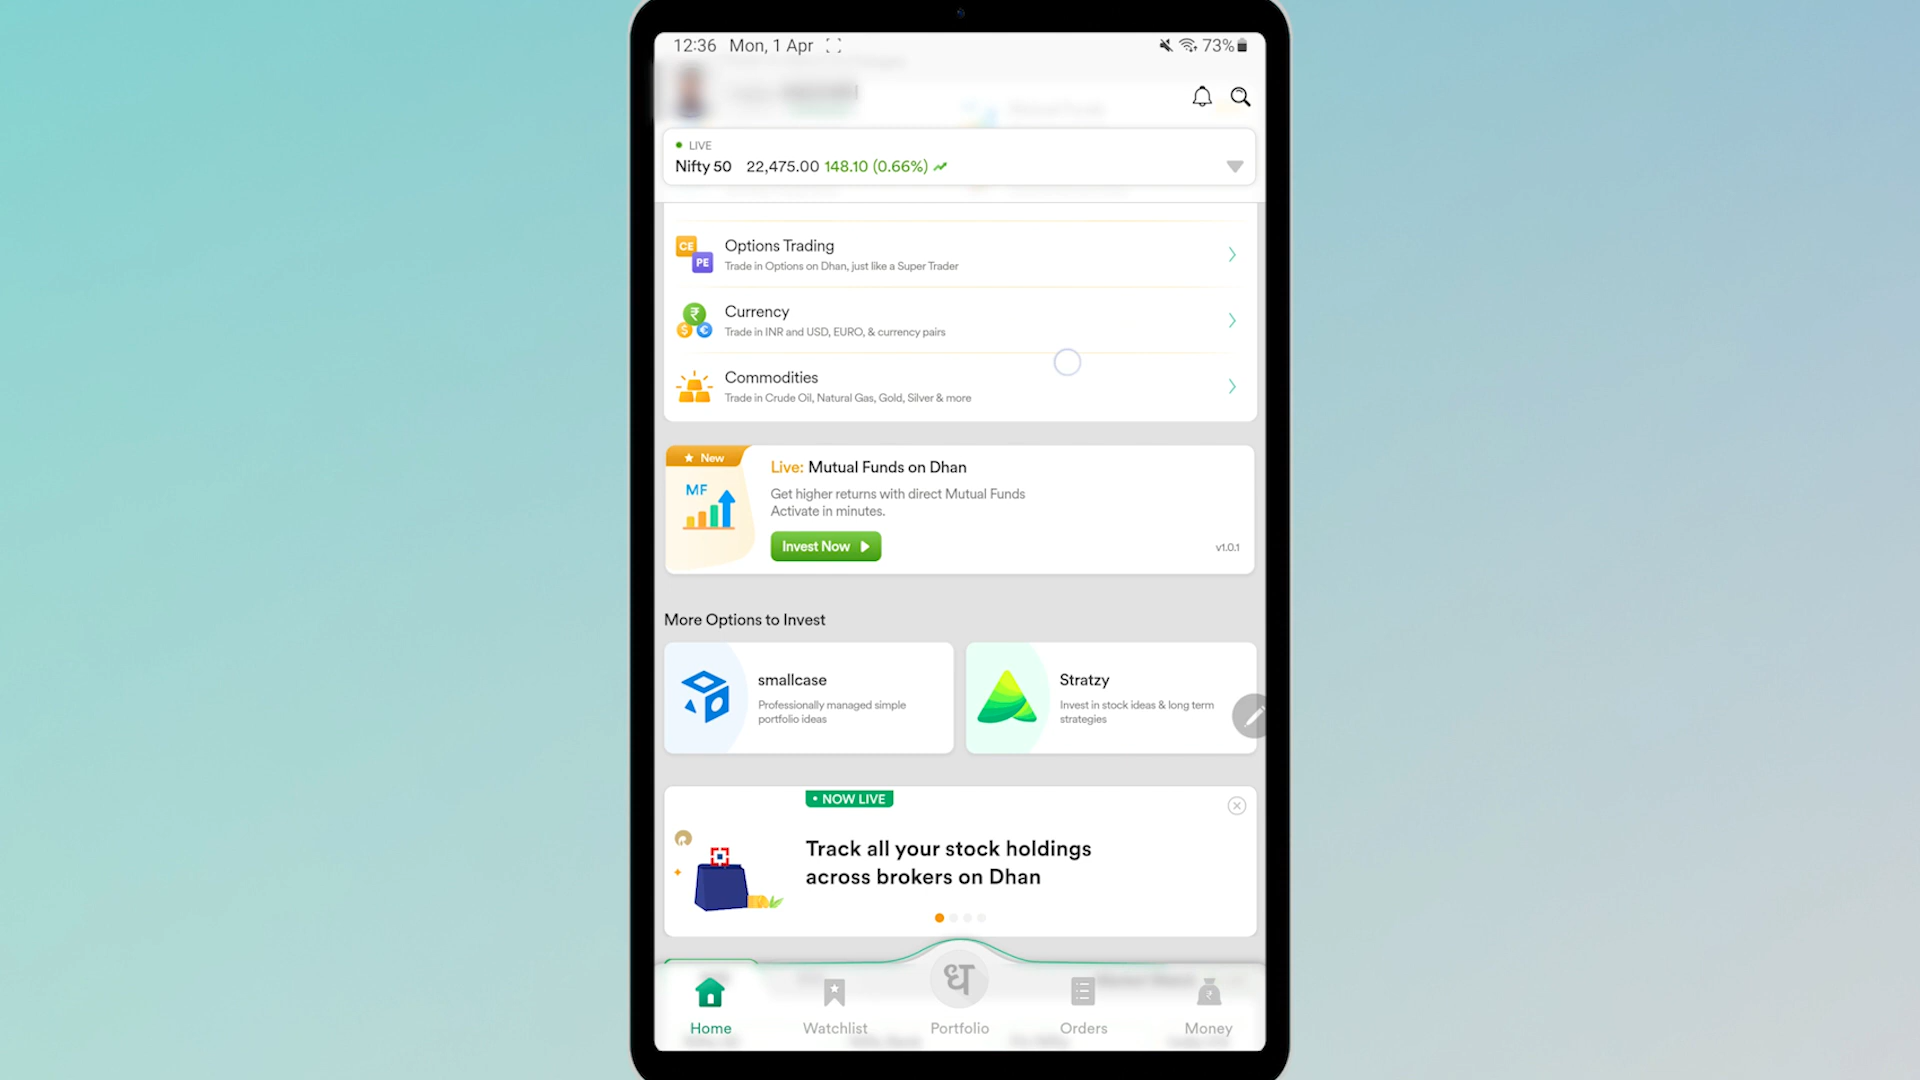 12:36 Mon, 1 Apr 73%
LIVE
Nifty 50 22,475.00 148.10 (0.66%)
CE
PE
Options Trading
Trade in Options on Dhan, just like a Super Trader
Currency
Trade in INR and USD, EURO, & currency pairs
Commodities
Trade in Crude Oil, Natural Gas, Gold, Silver & more
New
MF
Live: Mutual Funds on Dhan
Get higher returns with direct Mutual Funds
Activate in minutes.
Invest Now
v1.0.1
More Options to Invest
smallcase
Professionally managed simple
portfolio ideas
Stratzy
Invest in stock ideas & long term
strategies
• NOW LIVE
Track all your stock holdings
across brokers on Dhan
ध
Home Watchlist Portfolio Orders Money